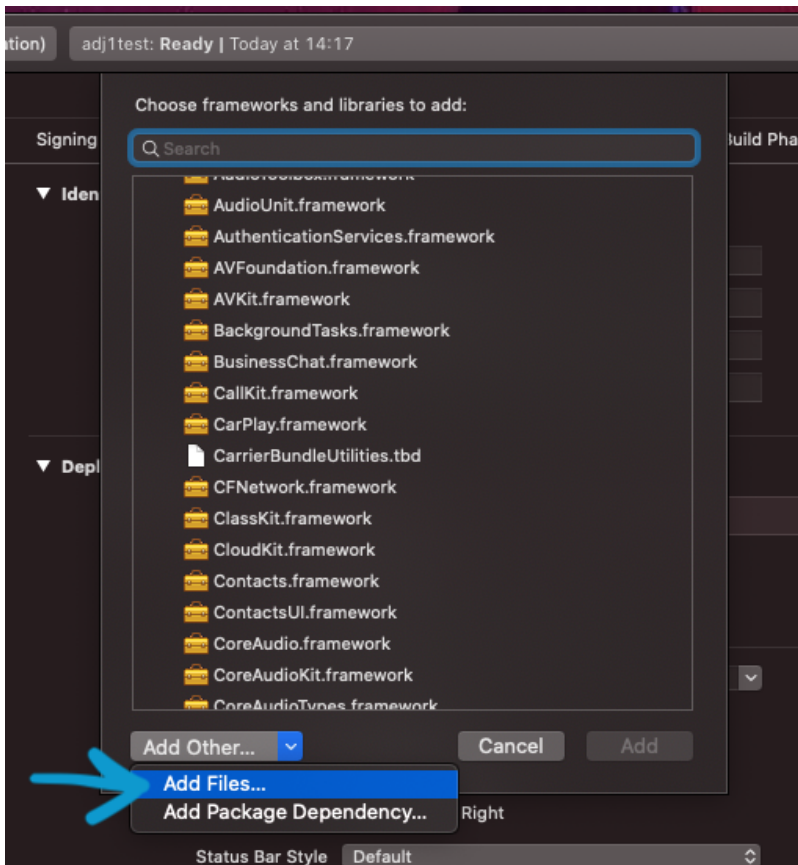 ation)
adj1test: Ready | Today at 14:17
Choose frameworks and libraries to add:
Signing
Search
Build Pha
Iden
AudioToolbox.framework
AudioUnit.framework
AuthenticationServices.framework
AVFoundation.framework
AVKit.framework
BackgroundTasks.framework
BusinessChat.framework
CallKit.framework
CarPlay.framework
CarrierBundleUtilities.tbd
Depl
CFNetwork.framework
ClassKit.framework
CloudKit.framework
Contacts.framework
ContactsUI.framework
CoreAudio.framework
CoreAudioKit.framework
CoreAudioTypes.framework
Add Other...
Cancel
Add
Add Files...
Add Package Dependency...
Right
Status Bar Style Default